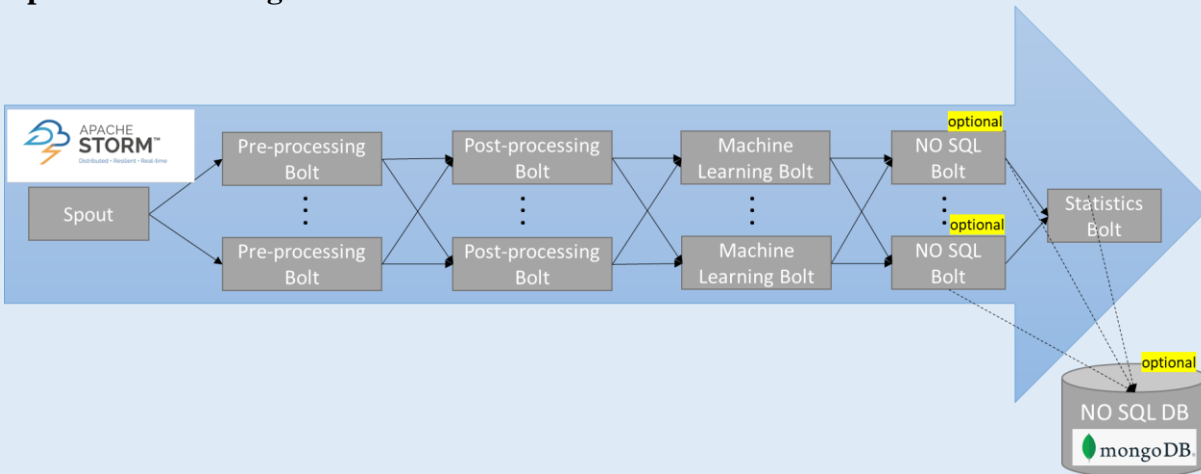 APACHE
STORM™
Distributed • Resilient • Real-time
Spout
Pre-processing
Bolt
Pre-processing
Bolt
Post-processing
Bolt
Post-processing
Bolt
Machine
Learning Bolt
Machine
Learning Bolt
optional
NO SQL
Bolt
optional
NO SQL
Bolt
Statistics
Bolt
optional
NO SQL DB
mongoDB.